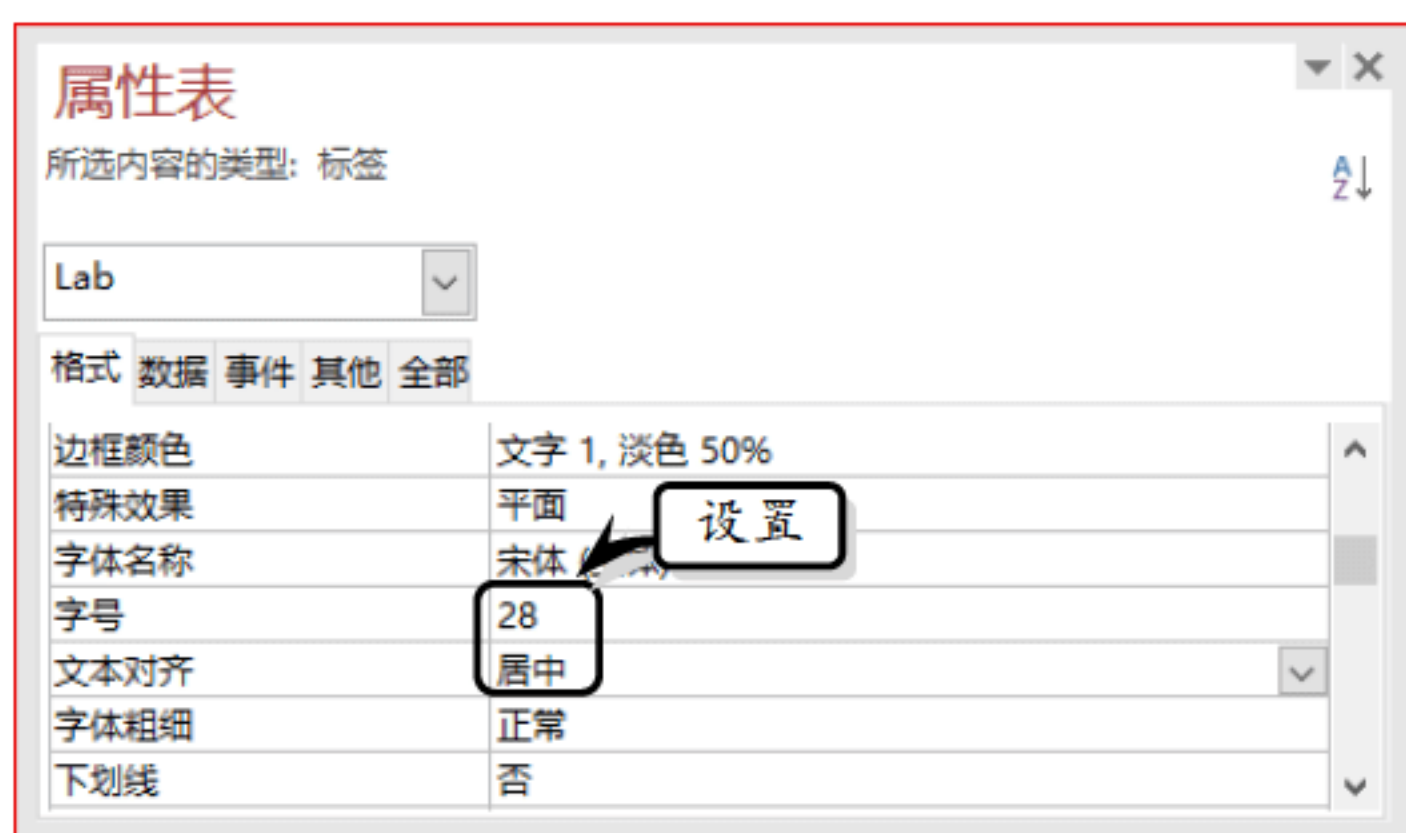 属性表
所选内容的类型: 标签
Lab
格式 数据 事件 其他 全部
边框颜色 文字 1, 淡色 50%
特殊效果 平面
设置
字体名称 宋体
字号 28
文本对齐 居中
字体粗细 正常
下划线 否